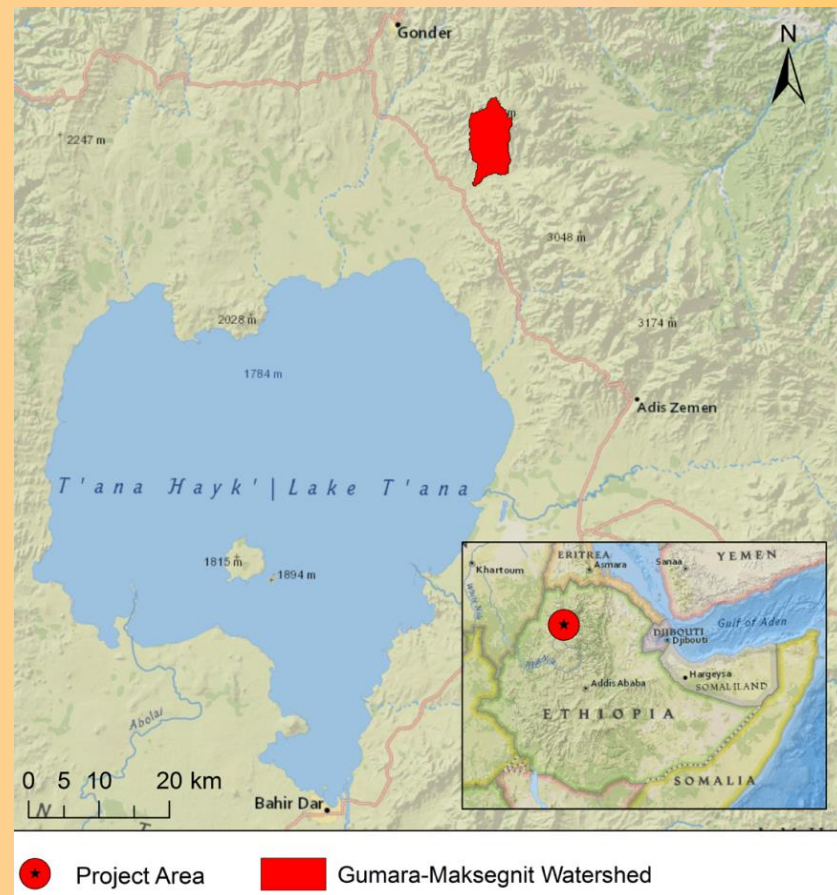 Gonder
N
m
2247 m
3048 m
2028 m
3174 m
1784 m
Adis Zemen
T'ana Hayk' | Lake T'ana
1815 m
1894 m
Abolai
0 5 10 20 km
N
Bahir Dar
ERITREA
YEMEN
Khartoum
Asmara
Sanaa
Gulf of Aden
DJIBOUTI
Djibouti
Hargeysa
SOMALILAND
Addis Ababa
ETHIOPIA
SOMALIA
Project Area
Gumara-Maksegnit Watershed